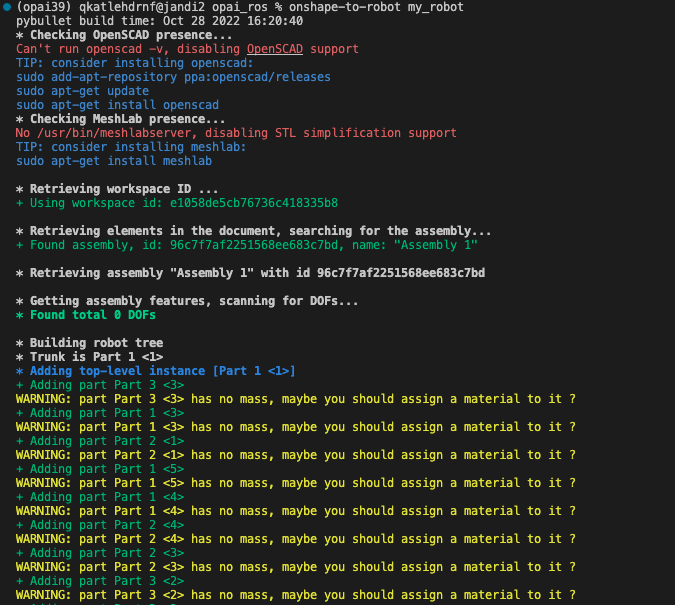 (opai39) qkatlehdrnf@jandi2 opai_ros % onshape-to-robot my_robot
pybullet build time: Oct 28 2022 16:20:40
* Checking OpenSCAD presence...
Can't run openscad -v, disabling OpenSCAD support
TIP: consider installing openscad:
sudo add-apt-repository ppa:openscad/releases
sudo apt-get update
sudo apt-get install openscad
* Checking MeshLab presence...
No /usr/bin/meshlabserver, disabling STL simplification support
TIP: consider installing meshlab:
sudo apt-get install meshlab
* Retrieving workspace ID ...
+ Using workspace id: e1058de5cb76736c418335b8
* Retrieving elements in the document, searching for the assembly...
+ Found assembly, id: 96c7f7af2251568ee683c7bd, name: "Assembly 1"
* Retrieving assembly "Assembly 1" with id 96c7f7af2251568ee683c7bd
* Getting assembly features, scanning for DOFs...
* Found total 0 DOFs
* Building robot tree
* Trunk is Part 1 <1>
* Adding top-level instance [Part 1 <1>]
+ Adding part Part 3 <3>
WARNING: part Part 3 <3> has no mass, maybe you should assign a material to it ?
+ Adding part Part 1 <3>
WARNING: part Part 1 <3> has no mass, maybe you should assign a material to it ?
+ Adding part Part 2 <1>
WARNING: part Part 2 <1> has no mass, maybe you should assign a material to it ?
+ Adding part Part 1 <5>
WARNING: part Part 1 <5> has no mass, maybe you should assign a material to it ?
+ Adding part Part 1 <4>
WARNING: part Part 1 <4> has no mass, maybe you should assign a material to it ?
+ Adding part Part 2 <4>
WARNING: part Part 2 <4> has no mass, maybe you should assign a material to it ?
+ Adding part Part 2 <3>
WARNING: part Part 2 <3> has no mass, maybe you should assign a material to it ?
+ Adding part Part 3 <2>
WARNING: part Part 3 <2> has no mass, maybe you should assign a material to it ?